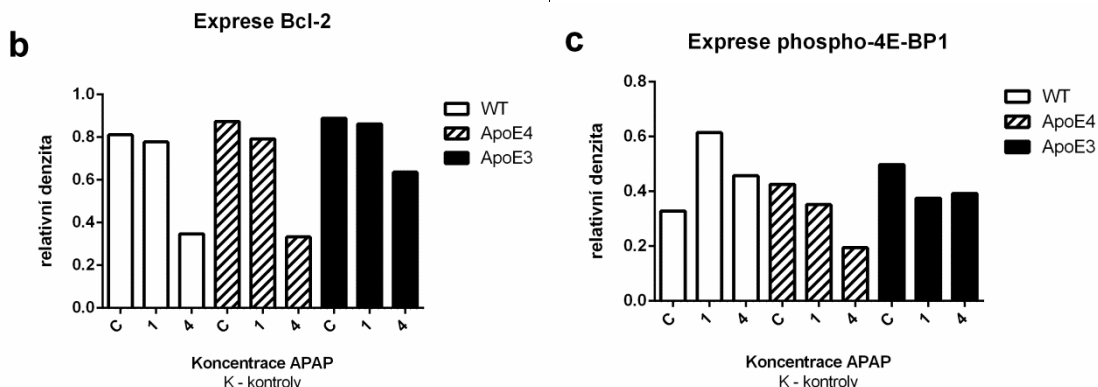 b
Exprese Bcl-2
relativní denzita
1.0
0.8
0.6
0.4
0.2
0.0
C 1 4 C 1 4 C 1 4
Koncentrace APAP
K - kontroly
WT
ApoE4
ApoE3
c
Exprese phospho-4E-BP1
relativní denzita
0.8
0.6
0.4
0.2
0.0
C 1 4 C 1 4 C 1 4
Koncentrace APAP
K - kontroly
WT
ApoE4
ApoE3